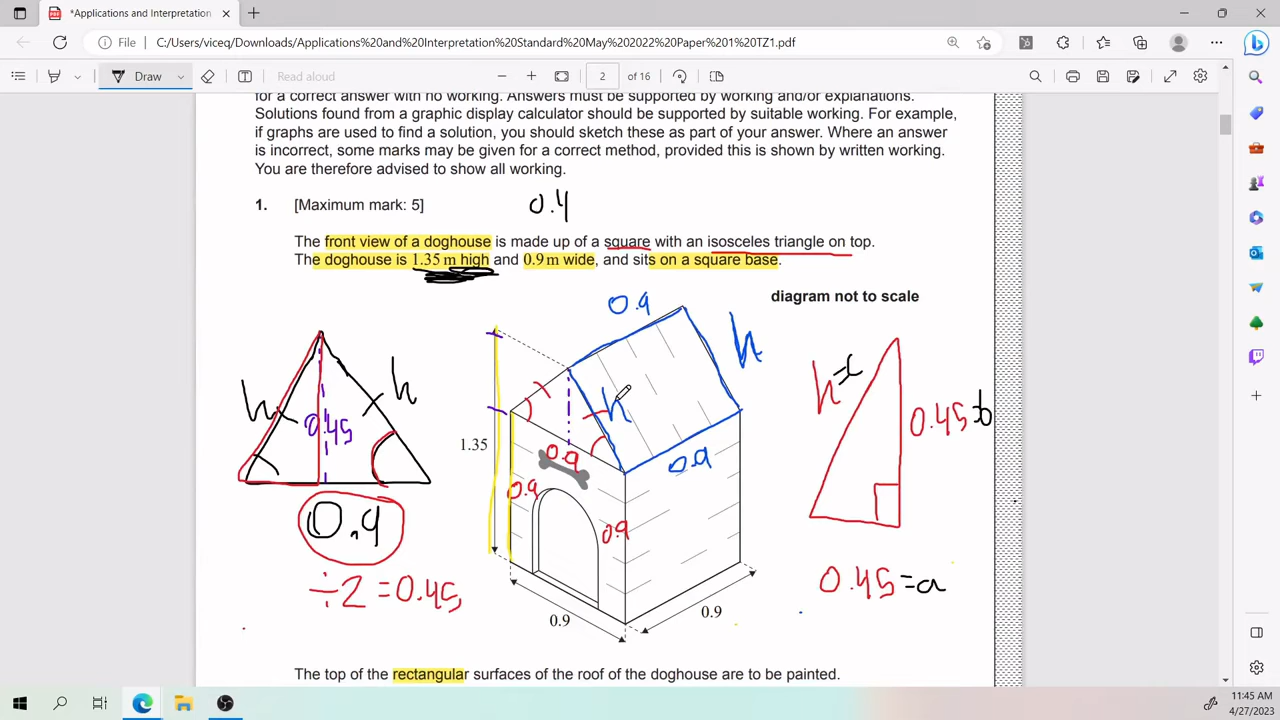 *Applications and Interpretation
File
C:/Users/viceq/Downloads/Applications%20and%20Interpretation%20Standard%20May%202022%20Paper%201%20TZ1.pdf
Draw
Read aloud
2 of 16
for a correct answer with no working. Answers must be supported by working and/or explanations.
Solutions found from a graphic display calculator should be supported by suitable working. For example,
if graphs are used to find a solution, you should sketch these as part of your answer. Where an answer
is incorrect, some marks may be given for a correct method, provided this is shown by written working.
You are therefore advised to show all working.
0.4
1. [Maximum mark: 5]
The front view of a doghouse is made up of a square with an isosceles triangle on top.
The doghouse is 1.35 m high and 0.9 m wide, and sits on a square base.
diagram not to scale
0.9
h
h
h
0.45
h
h=c
0.45=b
1.35
0.9
0.9
0.9
0.9
0.9
÷2=0.45
0.45=a
0.9
0.9
The top of the rectangular surfaces of the roof of the doghouse are to be painted.
11:45 AM
4/27/2023